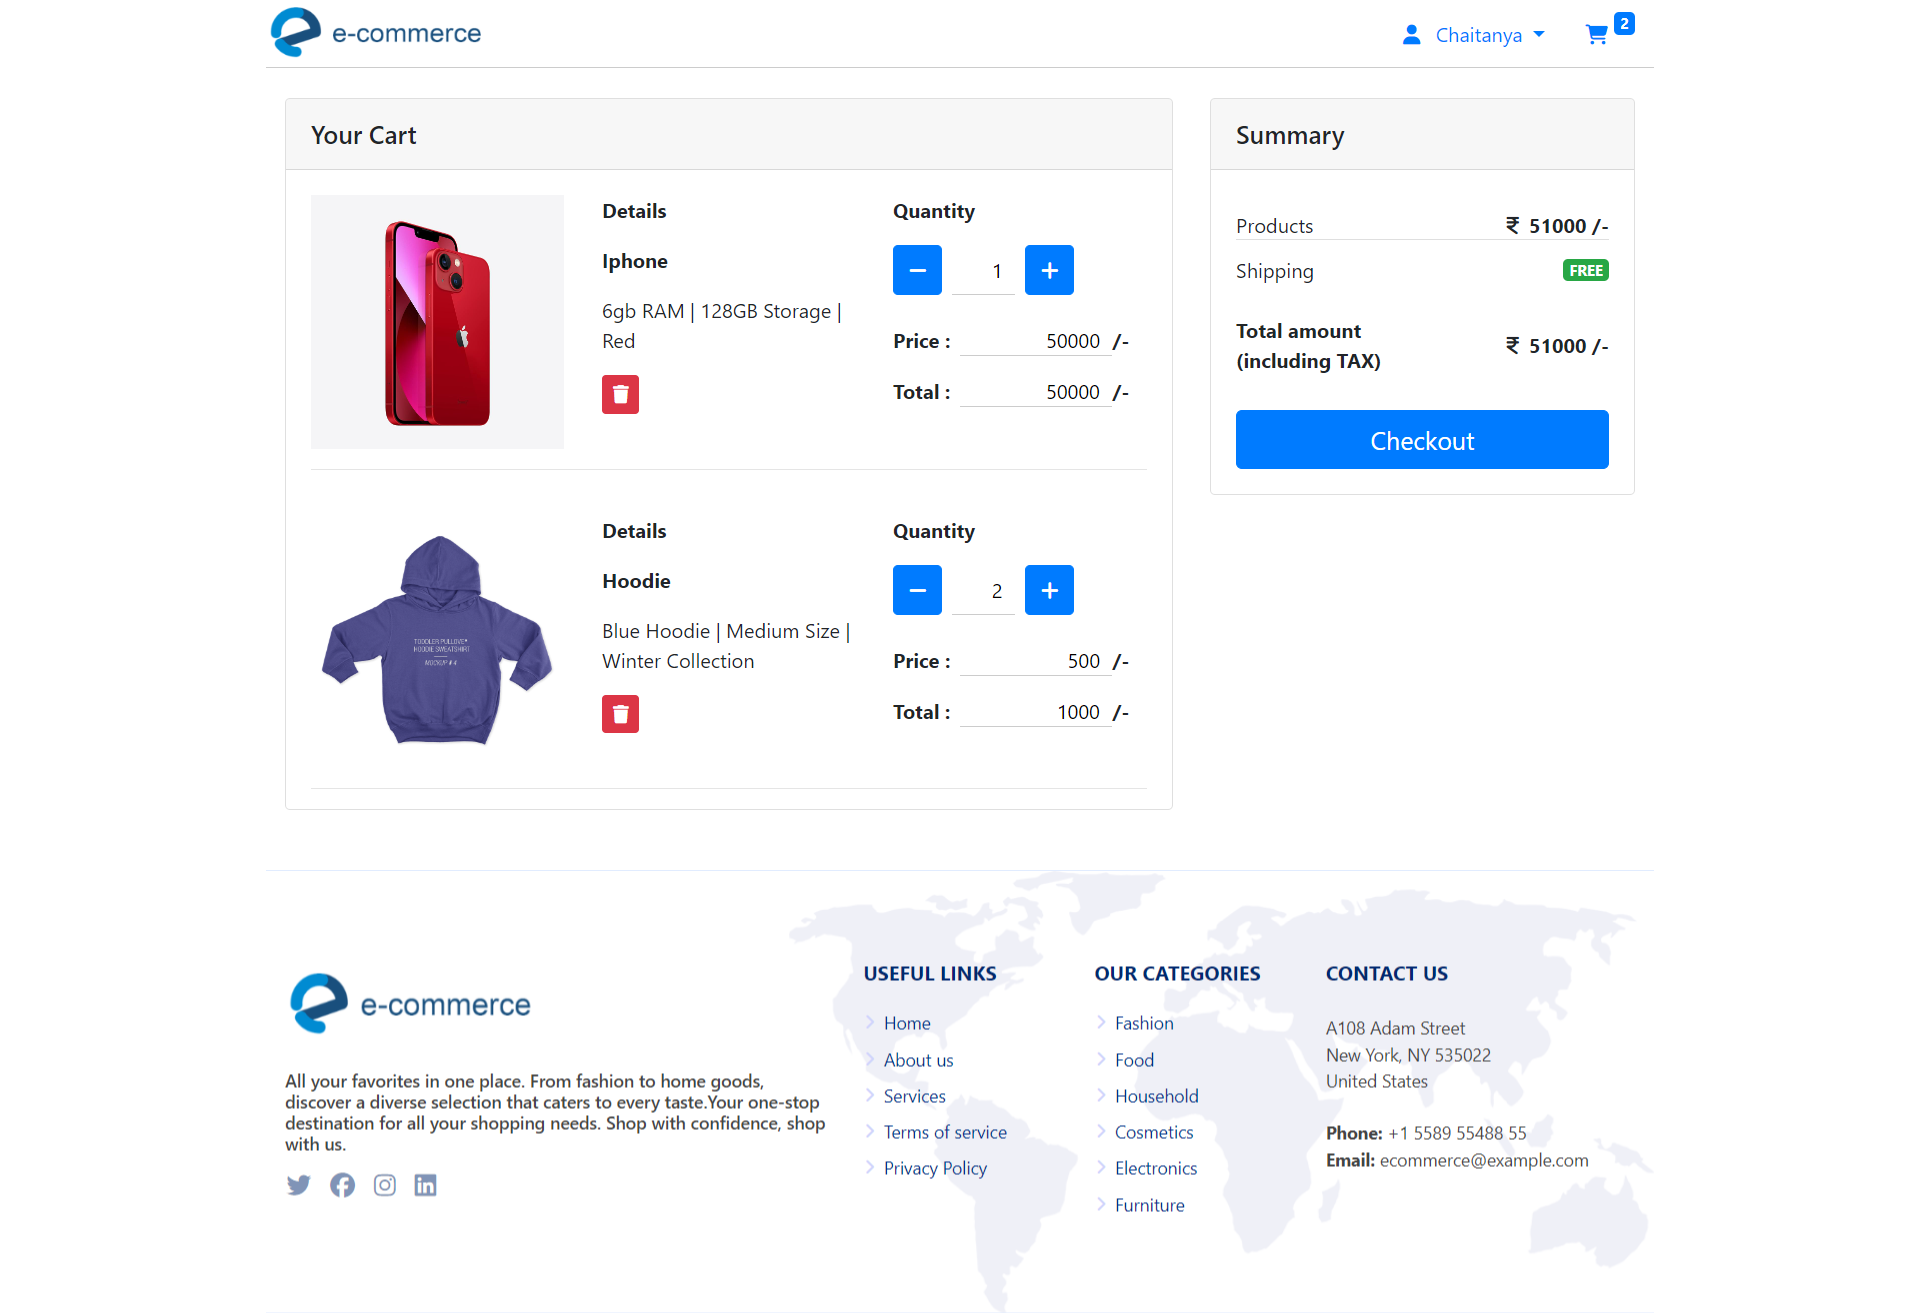 e-commerce
Chaitanya
2
Your Cart
Details
Quantity
Iphone
1
6gb RAM | 128GB Storage |
Red
Price : 50000 /-
Total : 50000 /-
Details
Quantity
Hoodie
2
Blue Hoodie | Medium Size |
Winter Collection
TODDLER PULLOVE*
HOODIE SWEATSHIRT
MOCKUP # 4
Price : 500 /-
Total : 1000 /-
Summary
Products ₹ 51000 /-
Shipping FREE
Total amount
(including TAX)
₹ 51000 /-
Checkout
e-commerce
All your favorites in one place. From fashion to home goods,
discover a diverse selection that caters to every taste.Your one-stop
destination for all your shopping needs. Shop with confidence, shop
with us.
USEFUL LINKS
Home
About us
Services
Terms of service
Privacy Policy
OUR CATEGORIES
Fashion
Food
Household
Cosmetics
Electronics
Furniture
CONTACT US
A108 Adam Street
New York, NY 535022
United States
Phone: +1 5589 55488 55
Email: ecommerce@example.com